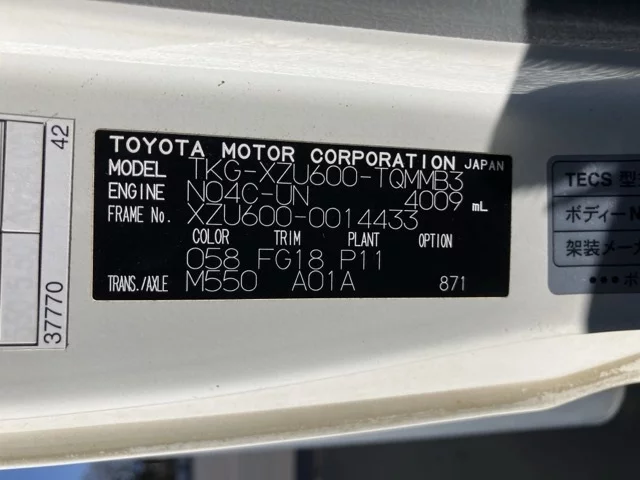 TOYOTA MOTOR CORPORATION JAPAN
MODEL TKG-XZU600-TQMMB3
ENGINE N04C-UN 4009 mL
FRAME No. XZU600-0014433
COLOR TRIM PLANT OPTION
058 FG18 P11
TRANS./AXLE M550 A01A 871
42
37770
TECS 型
ボディーN
架装メー
●●●ボ